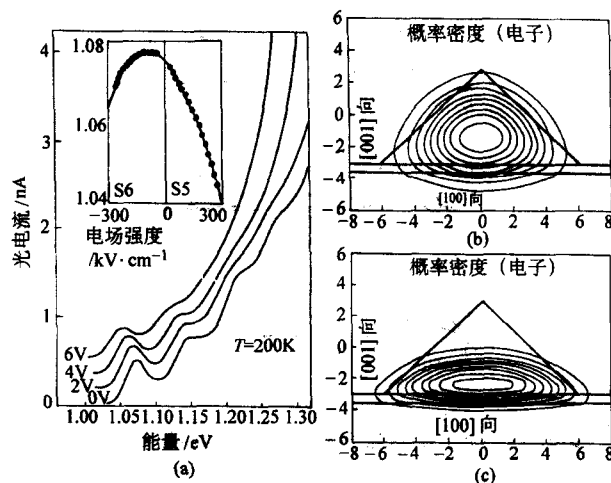 4
3
2
1
0
光电流/nA
1.08
1.06
1.04
S6
S5
−300
0
300
电场强度
/kV·cm⁻¹
6V
4V
2V
0V
T=200K
1.00
1.05
1.10
1.15
1.20
1.25
1.30
能量/eV
(a)
6
4
2
0
−2
−4
−6
概率密度（电子）
[001]向
[100]向
−8
−6
−4
−2
0
2
4
6
8
(b)
6
4
2
0
−2
−4
−6
概率密度（电子）
[001]向
[100]向
−8
−6
−4
−2
0
2
4
6
8
(c)